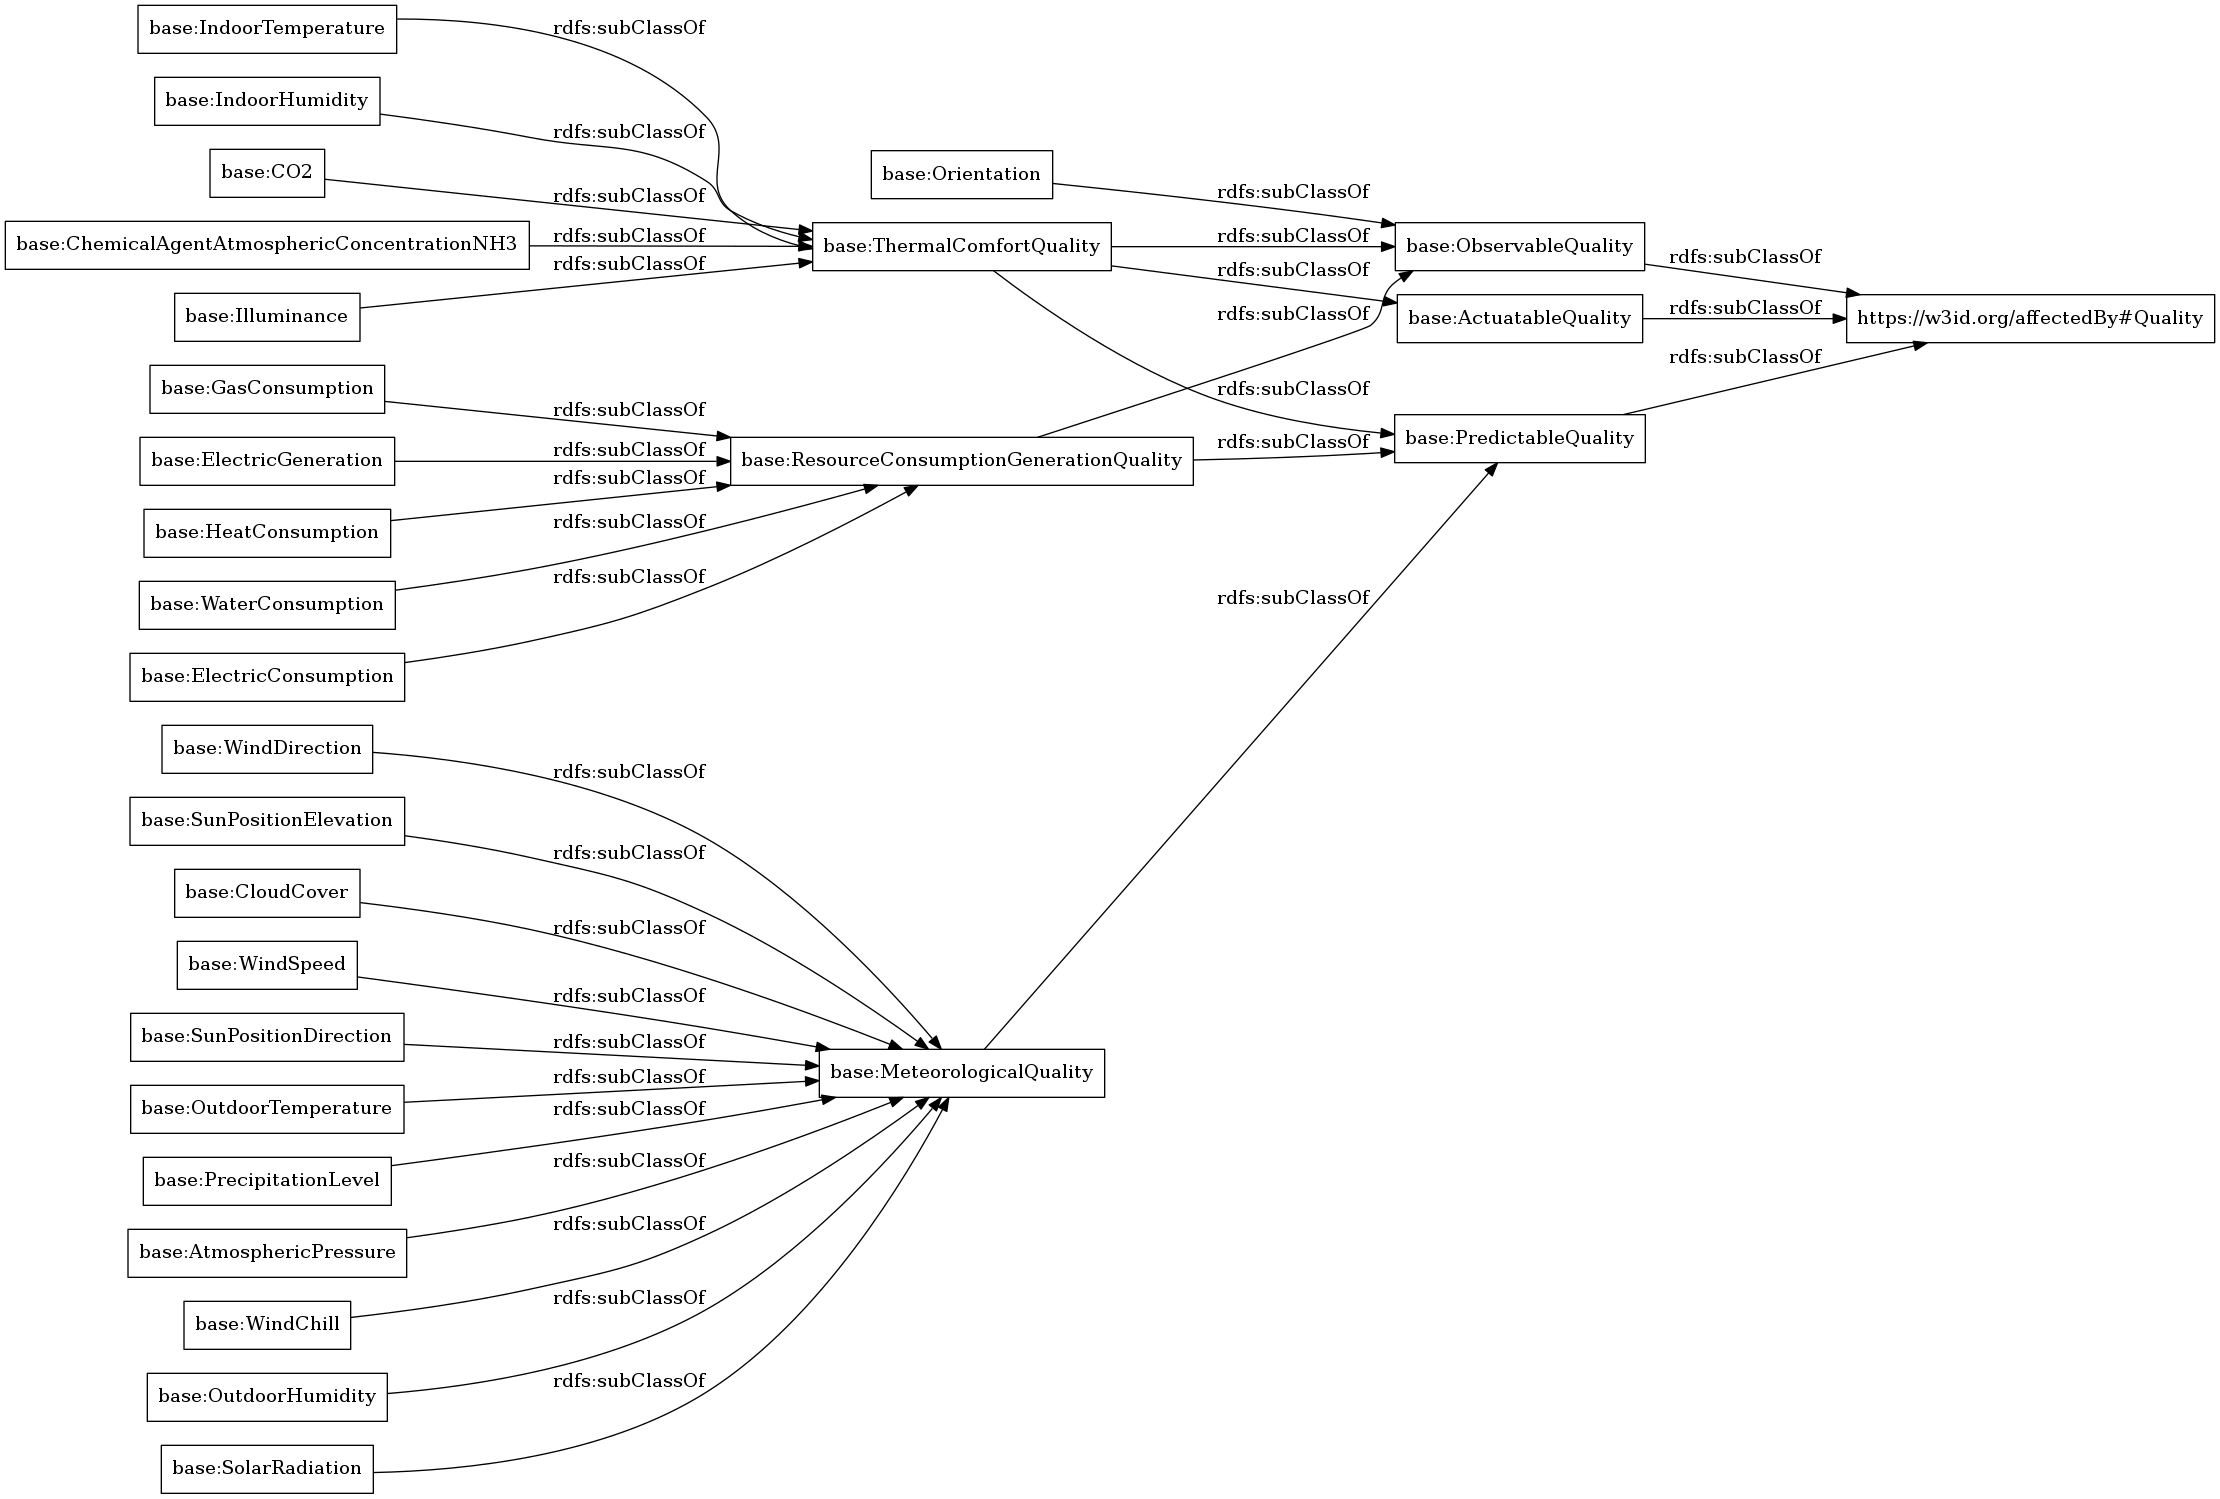 base:IndoorTemperature
rdfs:subClassOf
base:IndoorHumidity
rdfs:subClassOf
base:CO2
rdfs:subClassOf
base:ChemicalAgentAtmosphericConcentrationNH3
rdfs:subClassOf
base:Illuminance
rdfs:subClassOf
base:GasConsumption
rdfs:subClassOf
base:ElectricGeneration
rdfs:subClassOf
base:HeatConsumption
rdfs:subClassOf
base:WaterConsumption
rdfs:subClassOf
base:ElectricConsumption
rdfs:subClassOf
base:WindDirection
rdfs:subClassOf
base:SunPositionElevation
rdfs:subClassOf
base:CloudCover
rdfs:subClassOf
base:WindSpeed
rdfs:subClassOf
base:SunPositionDirection
rdfs:subClassOf
base:OutdoorTemperature
rdfs:subClassOf
base:PrecipitationLevel
rdfs:subClassOf
base:AtmosphericPressure
rdfs:subClassOf
base:WindChill
rdfs:subClassOf
base:OutdoorHumidity
rdfs:subClassOf
base:SolarRadiation
rdfs:subClassOf
base:Orientation
rdfs:subClassOf
base:ThermalComfortQuality
rdfs:subClassOf
rdfs:subClassOf
rdfs:subClassOf
base:ResourceConsumptionGenerationQuality
rdfs:subClassOf
rdfs:subClassOf
base:MeteorologicalQuality
rdfs:subClassOf
base:ObservableQuality
rdfs:subClassOf
base:ActuatableQuality
rdfs:subClassOf
base:PredictableQuality
rdfs:subClassOf
https://w3id.org/affectedBy#Quality